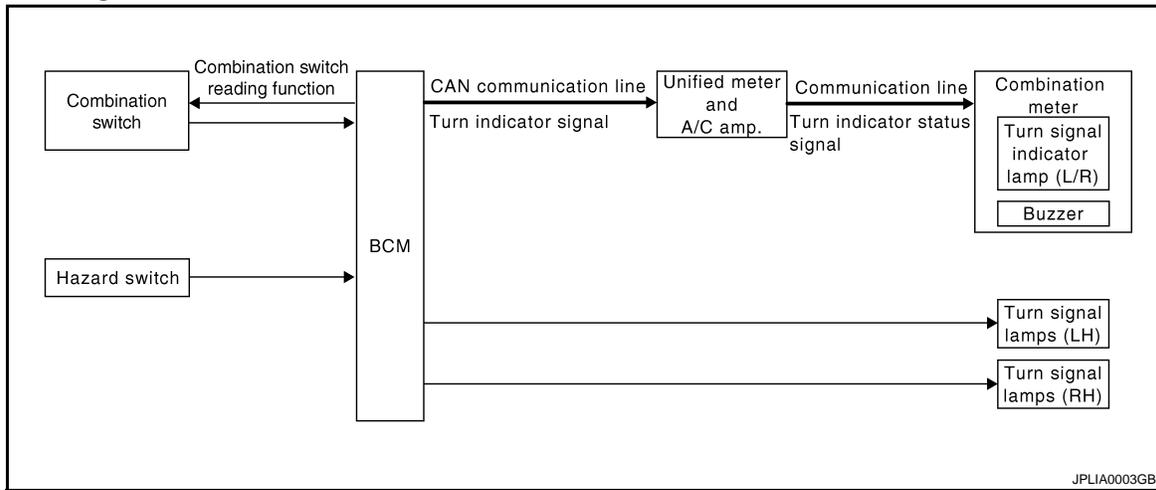 Combination switch
reading function
Combination
switch
CAN communication line
Turn indicator signal
Unified meter
and
A/C amp.
Communication line
Turn indicator status
signal
Combination
meter
Turn signal
indicator
lamp (L/R)
Buzzer
BCM
Hazard switch
Turn signal
lamps (LH)
Turn signal
lamps (RH)
JPLIA0003GB